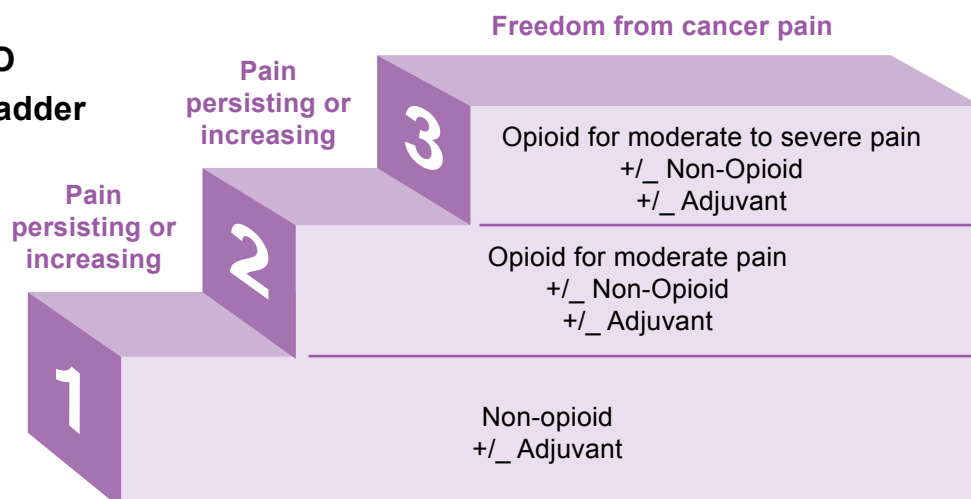 Freedom from cancer pain
O
adder
Pain
persisting or
increasing
3
Opioid for moderate to severe pain
+/_ Non-Opioid
+/_ Adjuvant
Pain
persisting or
increasing
2
Opioid for moderate pain
+/_ Non-Opioid
+/_ Adjuvant
1
Non-opioid
+/_ Adjuvant